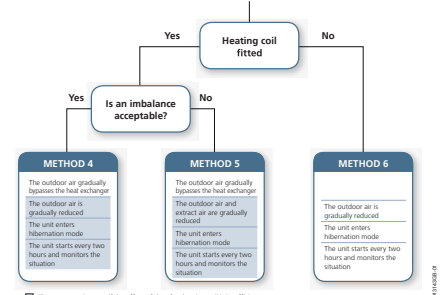 Yes
Heating coil
fitted
No
Yes
Is an imbalance
acceptable?
No
METHOD 4
The outdoor air gradually
bypasses the heat exchanger
The outdoor air is
gradually reduced
The unit enters
hibernation mode
The unit starts every two
hours and monitors the
situation
METHOD 5
The outdoor air gradually
bypasses the heat exchanger
The outdoor air and
extract air are gradually
reduced
The unit enters
hibernation mode
The unit starts every two
hours and monitors the
situation
METHOD 6
The outdoor air is
gradually reduced
The unit enters
hibernation mode
The unit starts every two
hours and monitors the
situation